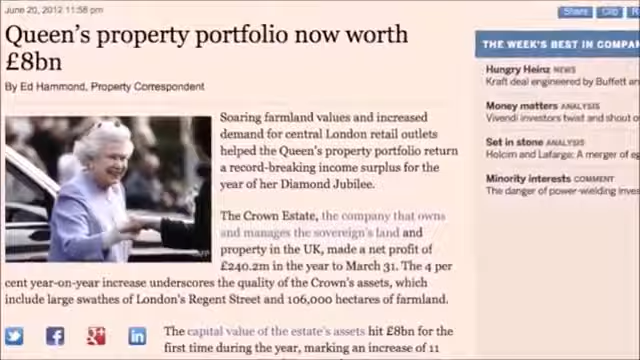 June 20, 2012 11:58 pm
Share
Clip
Queen's property portfolio now worth
£8bn
By Ed Hammond, Property Correspondent
Soaring farmland values and increased
demand for central London retail outlets
helped the Queen's property portfolio return
a record-breaking income surplus for the
year of her Diamond Jubilee.
The Crown Estate, the company that owns
and manages the sovereign's land and
property in the UK, made a net profit of
£240.2m in the year to March 31. The 4 per
cent year-on-year increase underscores the quality of the Crown's assets, which
include large swathes of London's Regent Street and 106,000 hectares of farmland.
The capital value of the estate's assets hit £8bn for the
first time during the year, marking an increase of 11
THE WEEK'S BEST IN COMPAN
Hungry Heinz NEWS
Kraft deal engineered by Buffett an
Money matters ANALYSIS
Vivendi investors twist and shout o
Set in stone ANALYSIS
Holcim and Lafarge: A merger of eq
Minority interests COMMENT
The danger of power-wielding inves